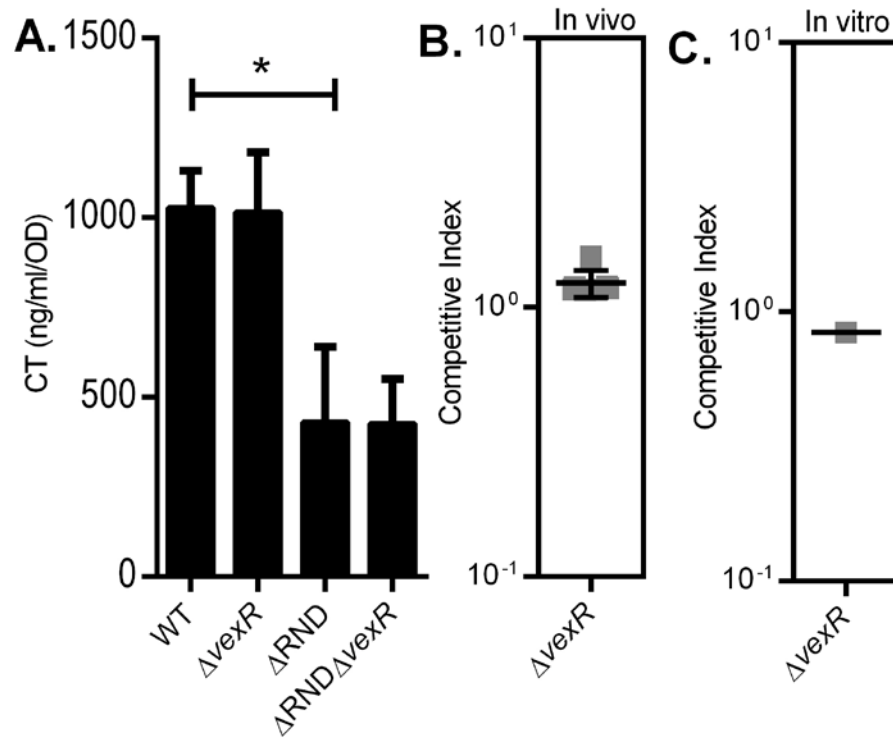 A.
CT (ng/ml/OD)
1500
1000
500
0
*
WT
ΔvexR
ΔRND
ΔRNDΔvexR
B.
In vivo
Competitive Index
10¹
10⁰
10⁻¹
ΔvexR
C.
In vitro
Competitive Index
10¹
10⁰
10⁻¹
ΔvexR